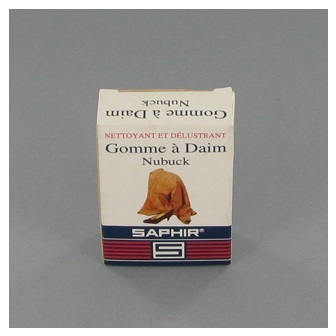 Gomme à Daim
Nubuck
NETTOYANT ET DÉLUSTRANT
Gomme à Daim
Nubuck
SAPHIR®
S